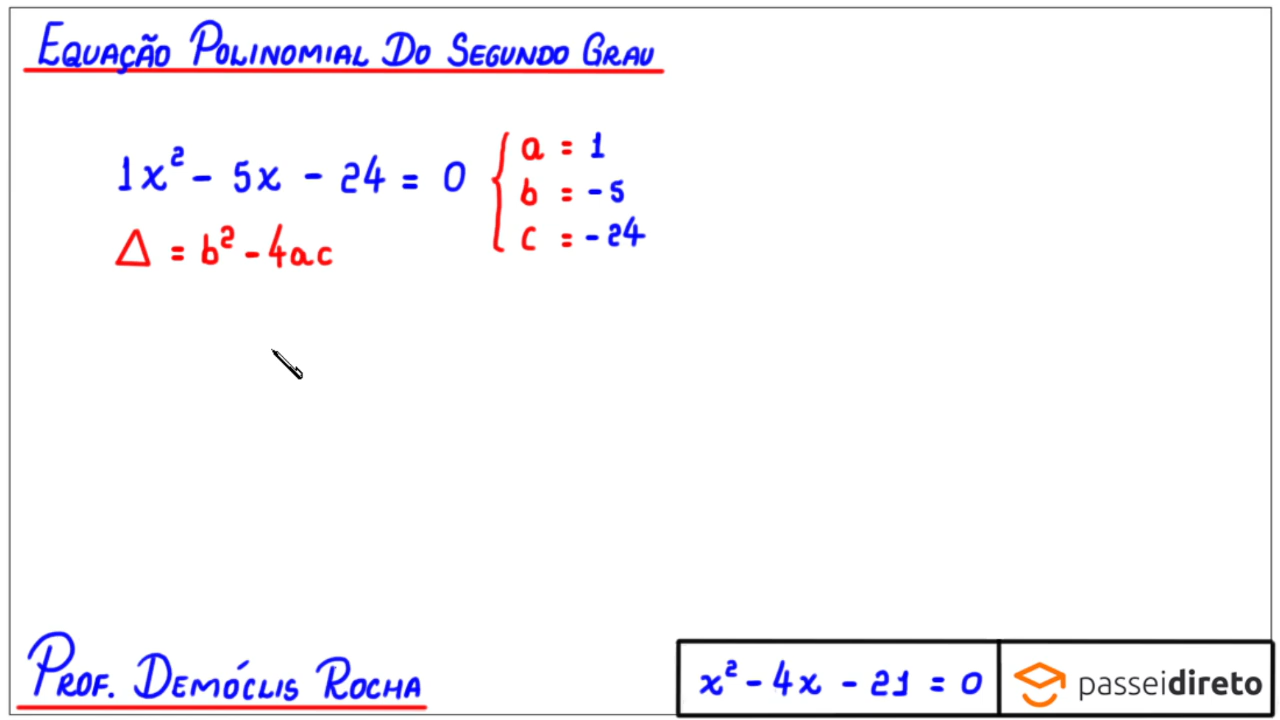 EQUAÇÃO POLINOMIAL DO SEGUNDO GRAU
1x² - 5x - 24 = 0
a = 1
b = -5
c = -24
Δ = b² - 4ac
PROF. DEMÓCLIS ROCHA
x² - 4x - 21 = 0
passeidireto